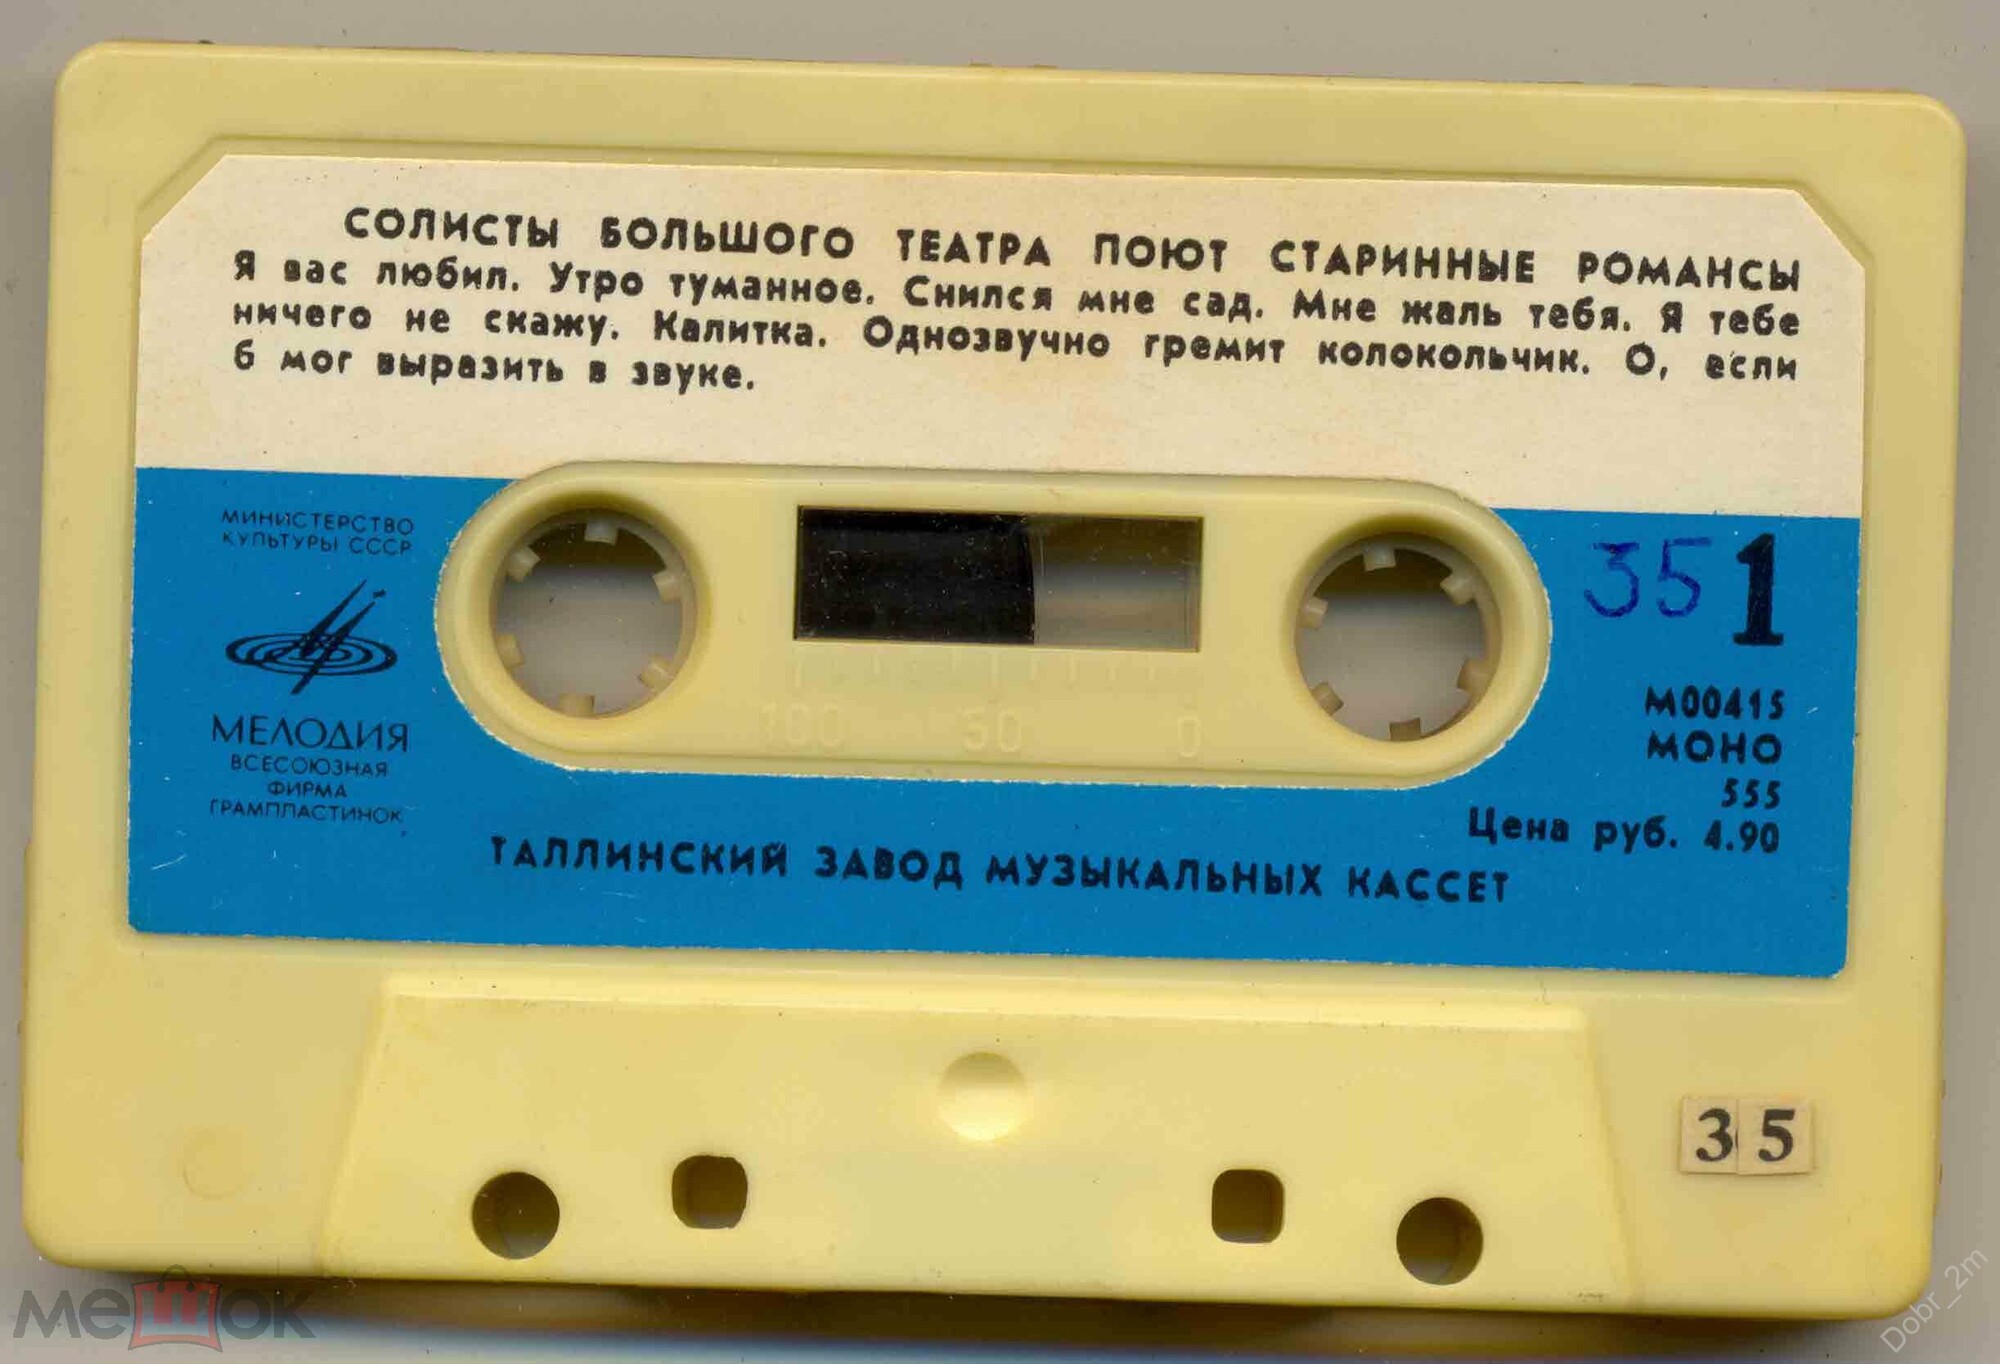 СОЛИСТЫ БОЛЬШОГО ТЕАТРА ПОЮТ СТАРИННЫЕ РОМАНСЫ
Я вас любил. Утро туманное. Снился мне сад. Мне жаль тебя. Я тебе
ничего не скажу. Калитка. Однозвучно гремит колокольчик. О, если
б мог выразить в звуке.
МИНИСТЕРСТВО
КУЛЬТУРЫ СССР
МЕЛОДИЯ
ВСЕСОЮЗНАЯ
ФИРМА
ГРАМПЛАСТИНОК
100 50 0
35 1
М00415
МОНО
555
Цена руб. 4.90
ТАЛЛИНСКИЙ ЗАВОД МУЗЫКАЛЬНЫХ КАССЕТ
35
мешок
Dobr_2m